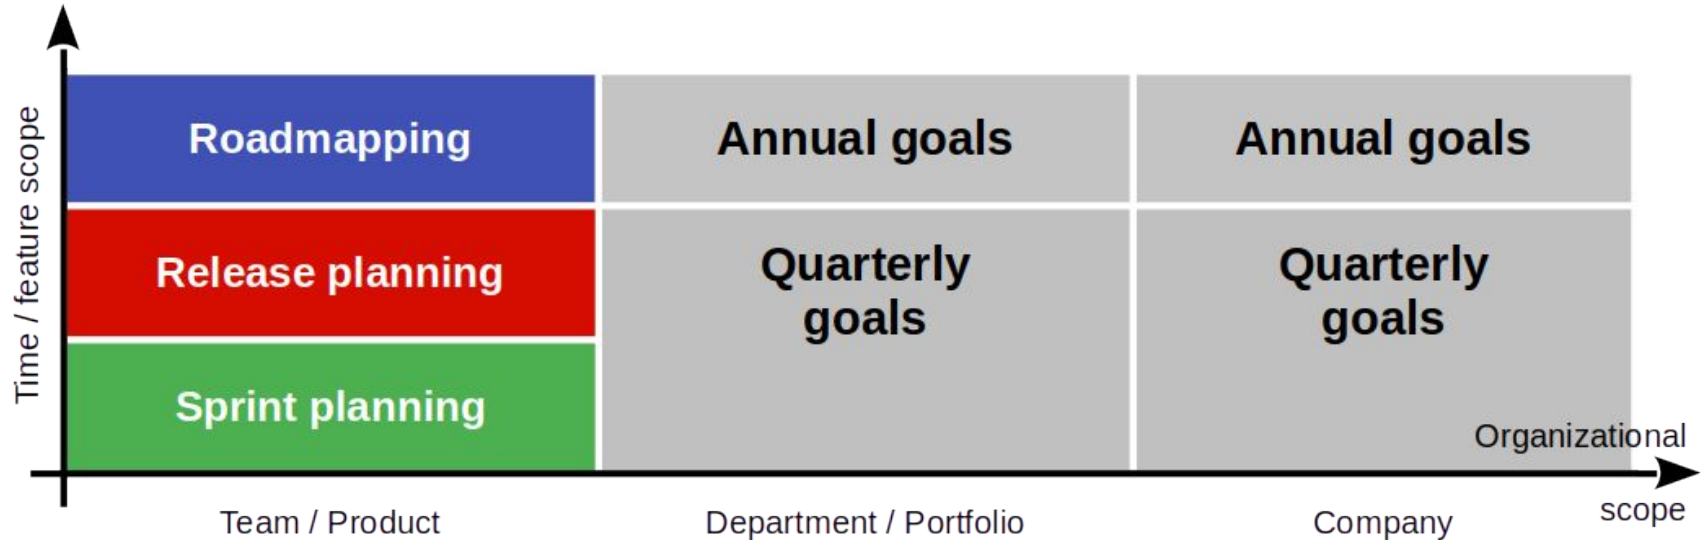 Time / feature scope
Roadmapping
Annual goals
Annual goals
Release planning
Quarterly
goals
Quarterly
goals
Sprint planning
Organizational
scope
Team / Product
Department / Portfolio
Company